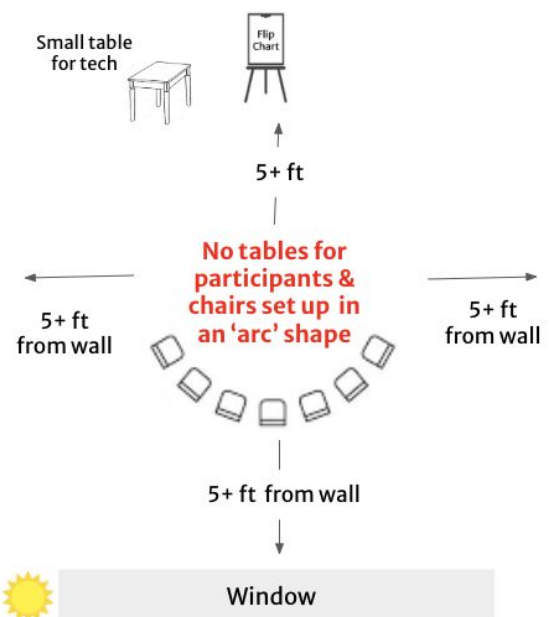 Small table
for tech
Flip
Chart
5+ ft
No tables for
participants &
chairs set up in
an ‘arc’ shape
5+ ft
from wall
5+ ft
from wall
5+ ft from wall
Window